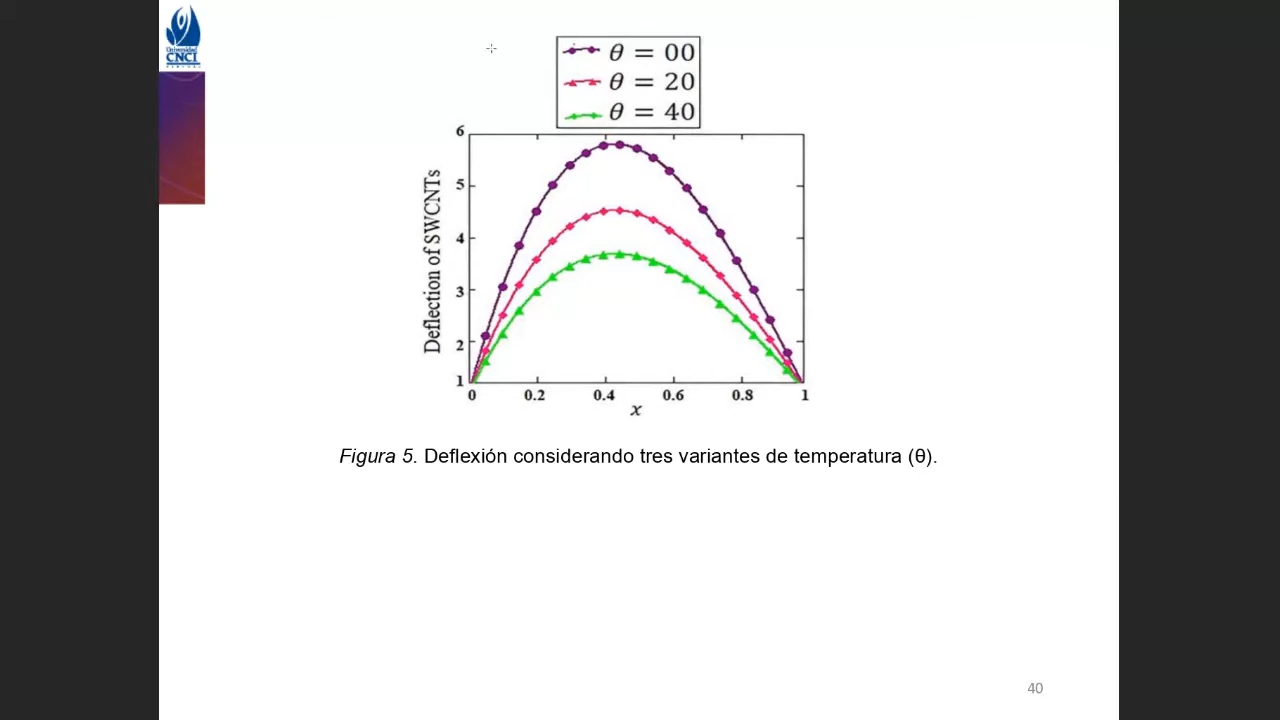 Universidad
CNCI
VIRTUAL
θ = 00
θ = 20
θ = 40
Deflection of SWCNTs
6
5
4
3
2
1
0 0.2 0.4 0.6 0.8 1
x
Figura 5. Deflexión considerando tres variantes de temperatura (θ).
40